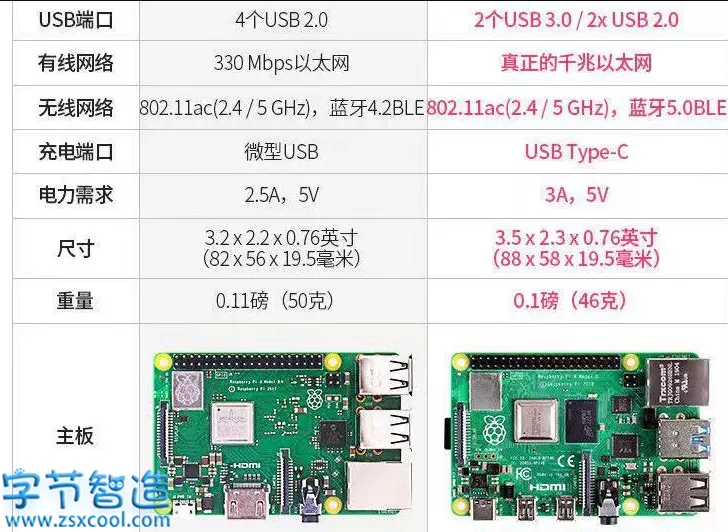 USB端口 4个USB 2.0 2个USB 3.0 / 2x USB 2.0
有线网络 330 Mbps以太网 真正的千兆以太网
无线网络 802.11ac(2.4 / 5 GHz)，蓝牙4.2BLE 802.11ac(2.4 / 5 GHz)，蓝牙5.0BLE
充电端口 微型USB USB Type-C
电力需求 2.5A，5V 3A，5V
尺寸 3.2 x 2.2 x 0.76英寸 3.5 x 2.3 x 0.76英寸
（82 x 56 x 19.5毫米） （88 x 58 x 19.5毫米）
重量 0.11磅（50克） 0.1磅（46克）
主板
Raspberry Pi
HDMI
Raspberry Pi
Trxcom
HDMI
字节智造
www.zsxcool.com